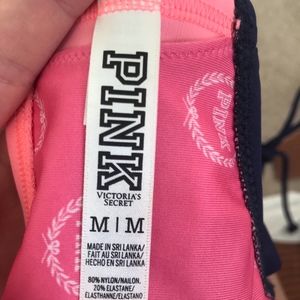 PINK
VICTORIA'S
SECRET
M | M
MADE IN SRI LANKA/
FAIT AU SRI LANKA/
HECHO EN SRI LANKA
80% NYLON/NAILON,
20% ELASTANE/
ELASTHANNE/ELASTANO
PINK